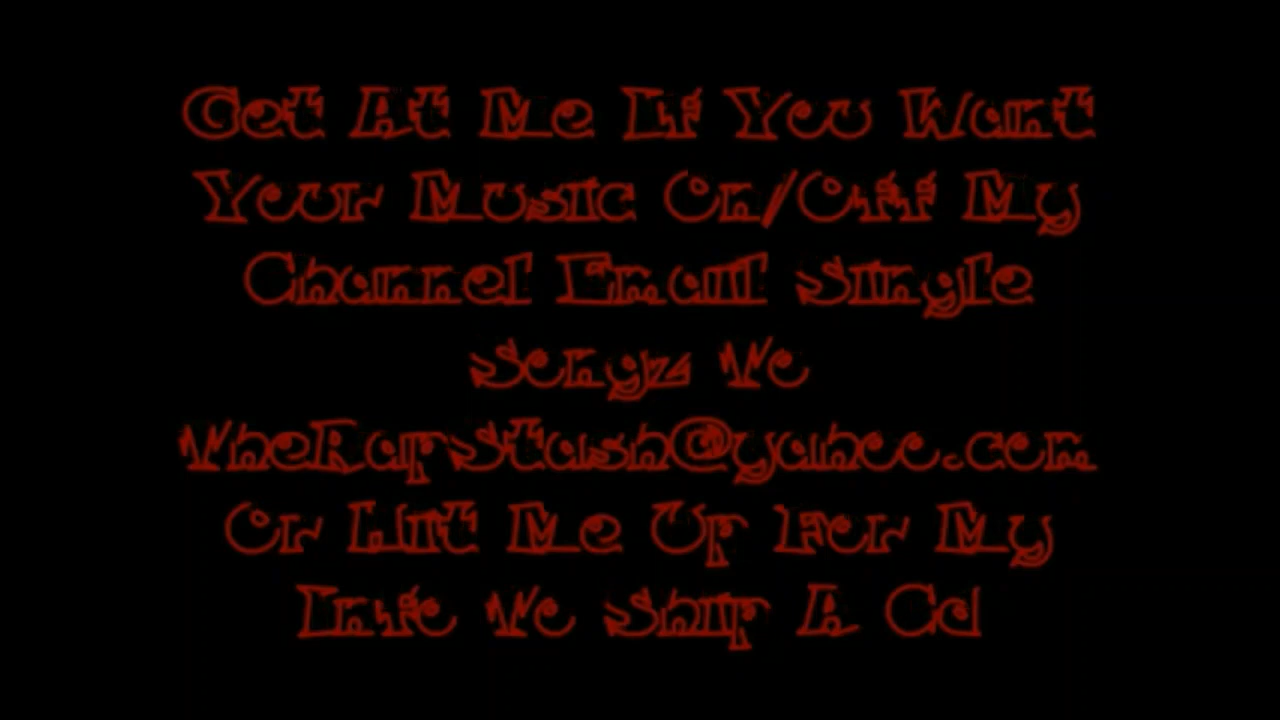 Get At Me If You Want
Your Music On/Off My
Channel Email Single
Songz To
TheRapStash@yahoo.com
Or Hit Me Up For My
Info To Ship A Cd